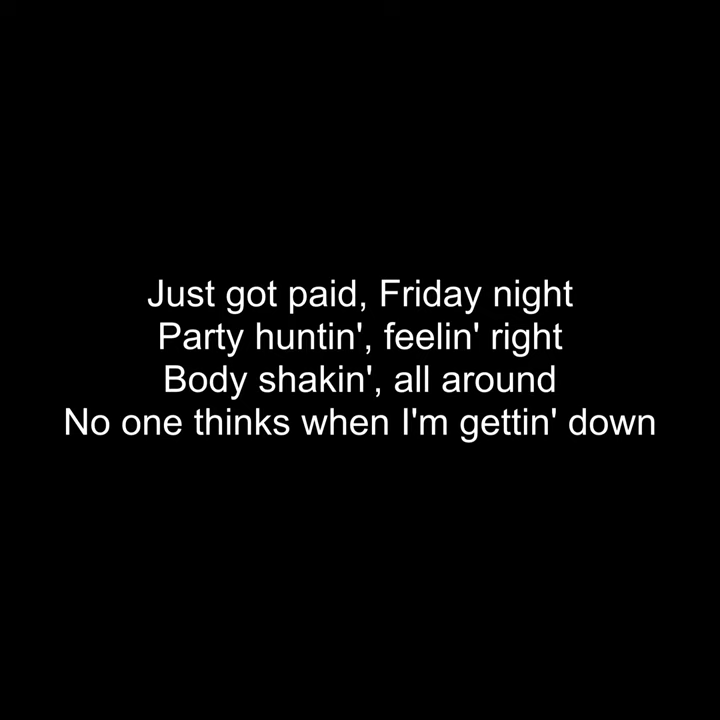 Just got paid, Friday night
Party huntin', feelin' right
Body shakin', all around
No one thinks when I'm gettin' down